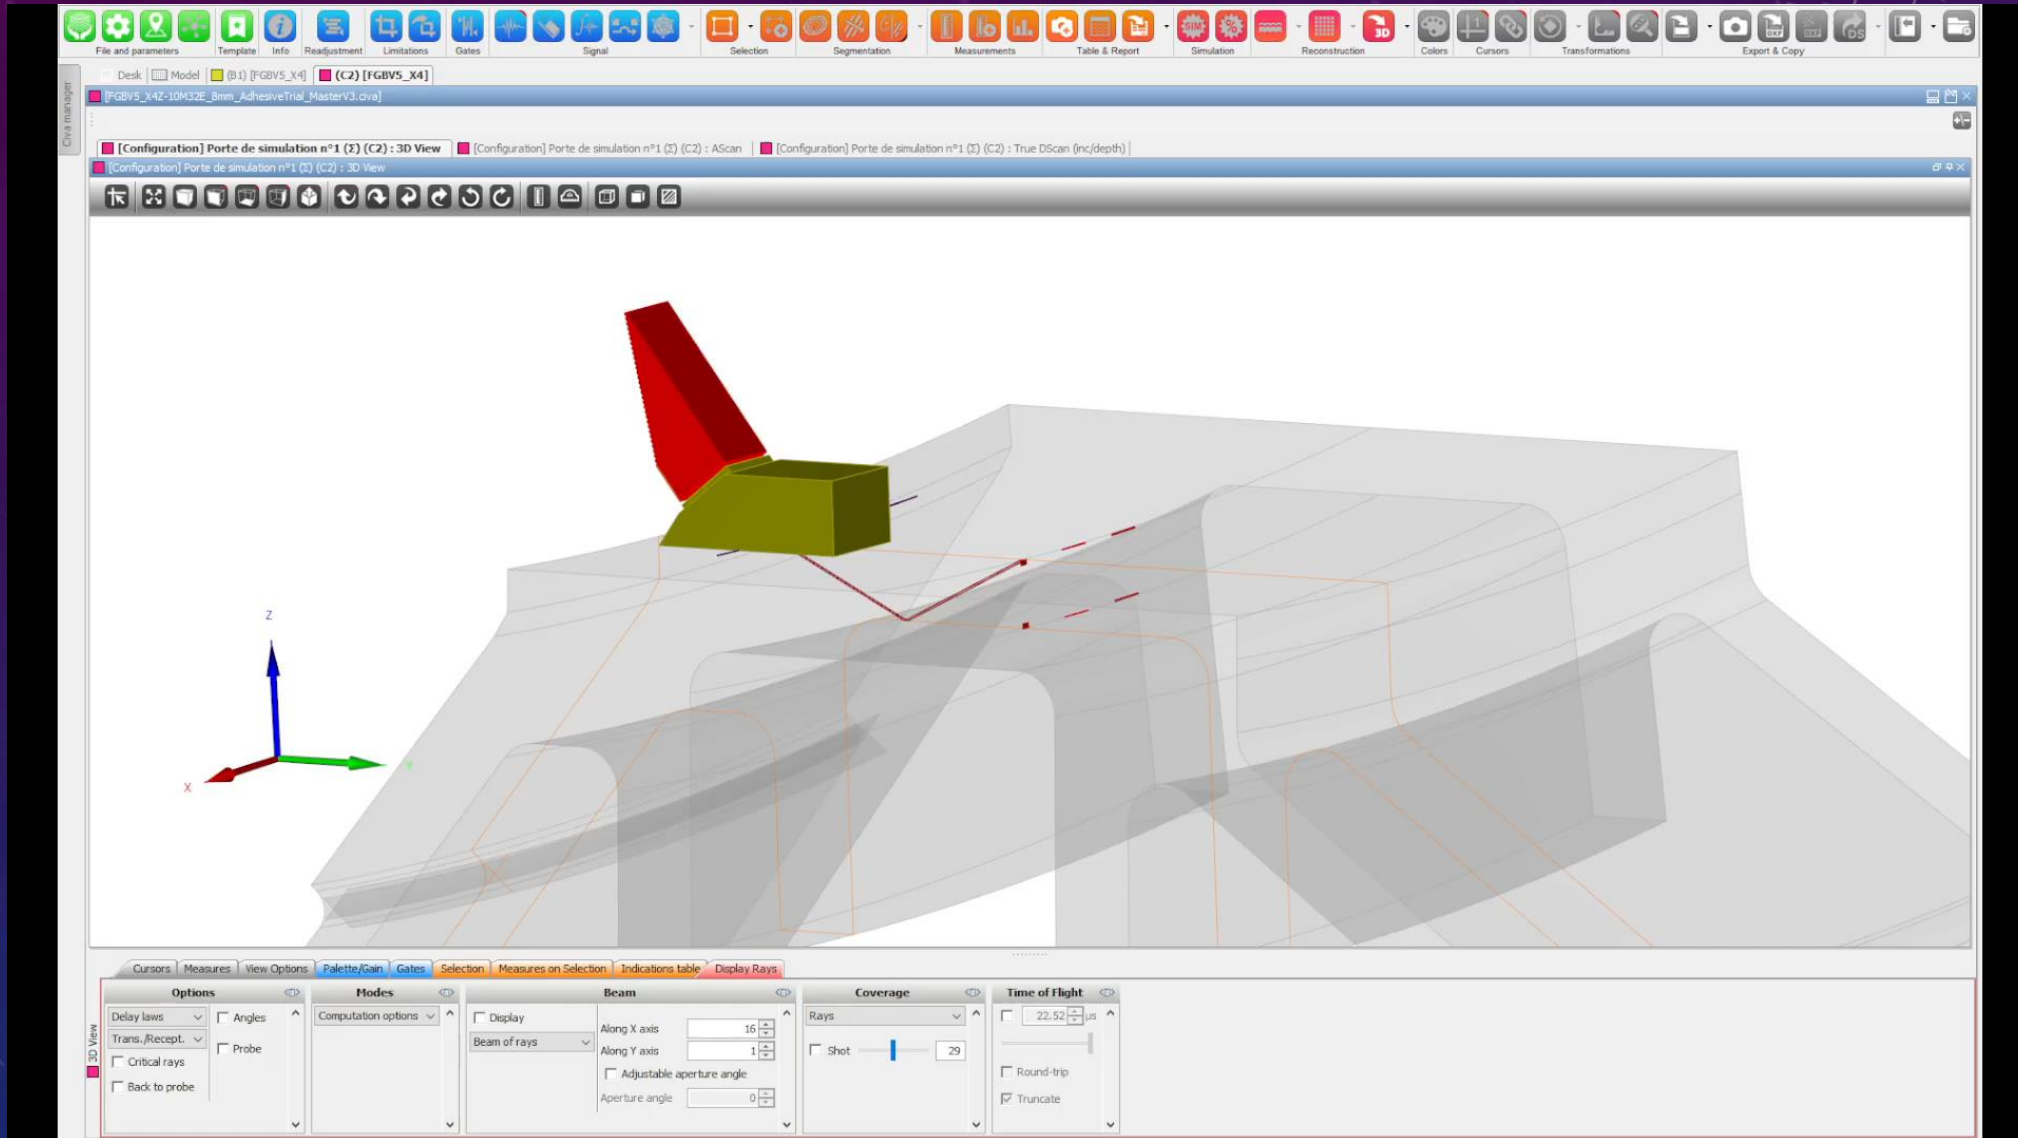 File and parameters Template Info Readjustment Limitations Gates Signal Selection Segmentation Measurements Table & Report Simulation Reconstruction Colors Cursors Transformations Export & Copy
Desk Model (B1) [FGBV5_X4] (C2) [FGBV5_X4]
Civa manager
[FGBV5_X4Z-10M32E_8mm_AdhesiveTrial_MasterV3.civa]
[Configuration] Porte de simulation n°1 (Σ) (C2) : 3D View [Configuration] Porte de simulation n°1 (Σ) (C2) : AScan [Configuration] Porte de simulation n°1 (Σ) (C2) : True DScan (inc/depth)
[Configuration] Porte de simulation n°1 (Σ) (C2) : 3D View
Z
Y
X
Cursors Measures View Options Palette/Gain Gates Selection Measures on Selection Indications table Display Rays
3D View
Options Modes Beam Coverage Time of Flight
Delay laws Angles Computation options Display Rays 22.52 µs
Along X axis 16
Trans./Recept. Probe Beam of rays Along Y axis 1 Shot 29
Critical rays Adjustable aperture angle Round-trip
Back to probe Aperture angle 0 Truncate